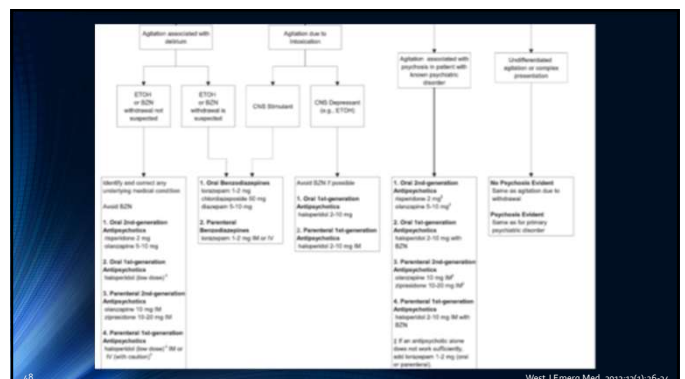 Agitation associated with
delirium
Agitation due to
intoxication
Agitation associated with
psychosis in patient with
known psychiatric
disorder
Undifferentiated
agitation or complex
presentation
ETOH
or BZN
withdrawal not
suspected
ETOH
or BZN
withdrawal is
suspected
CNS Stimulant
CNS Depressant
(e.g., ETOH)
Identify and correct any
underlying medical condition
Avoid BZN
1. Oral 2nd-generation
Antipsychotics
risperidone 2 mg
olanzapine 5-10 mg
2. Oral 1st-generation
Antipsychotics
haloperidol (low dose)
3. Parenteral 2nd-generation
Antipsychotics
olanzapine 10 mg IM
ziprasidone 10-20 mg IM
4. Parenteral 1st-generation
Antipsychotics
haloperidol (low dose) IM or
IV (with caution)
1. Oral Benzodiazepines
lorazepam 1-2 mg
chlordiazepoxide 50 mg
diazepam 5-10 mg
2. Parenteral
Benzodiazepines
lorazepam 1-2 mg IM or IV
Avoid BZN if possible
1. Oral 1st-generation
Antipsychotics
haloperidol 2-10 mg
2. Parenteral 1st-generation
Antipsychotics
haloperidol 2-10 mg IM
1. Oral 2nd-generation
Antipsychotics
risperidone 2 mg
olanzapine 5-10 mg
2. Oral 1st-generation
Antipsychotics
haloperidol 2-10 mg with
BZN
3. Parenteral 2nd-generation
Antipsychotics
olanzapine 10 mg IM
ziprasidone 10-20 mg IM
4. Parenteral 1st-generation
Antipsychotics
haloperidol 2-10 mg IM with
BZN
If an antipsychotic alone
does not work sufficiently,
add lorazepam 1-2 mg (oral
or parenteral).
No Psychosis Evident
Same as agitation due to
withdrawal
Psychosis Evident
Same as for primary
psychiatric disorder
48
West J Emerg Med.